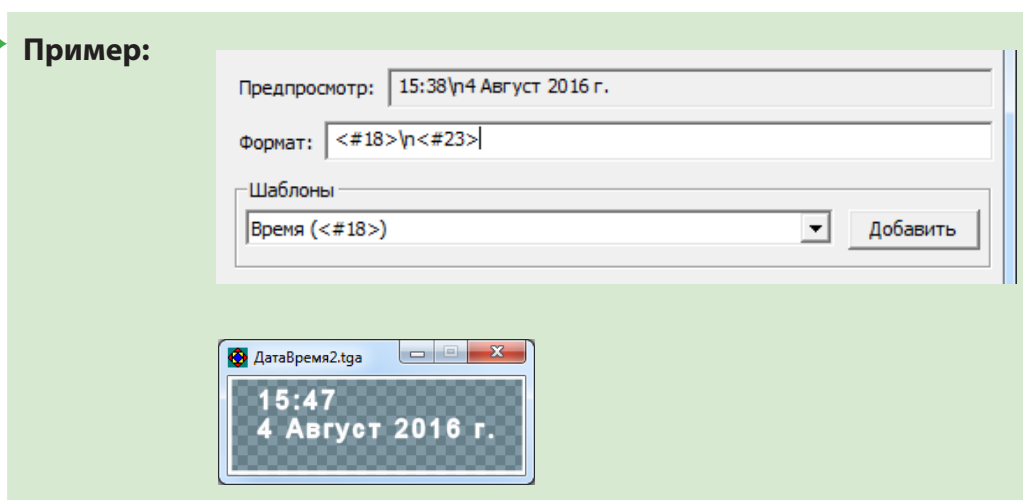 Пример:
Предпросмотр: 15:38\n4 Август 2016 г.
Формат: <#18>\n<#23>
Шаблоны
Время (<#18>) Добавить
ДатаВремя2.tga
15:47
4 Август 2016 г.